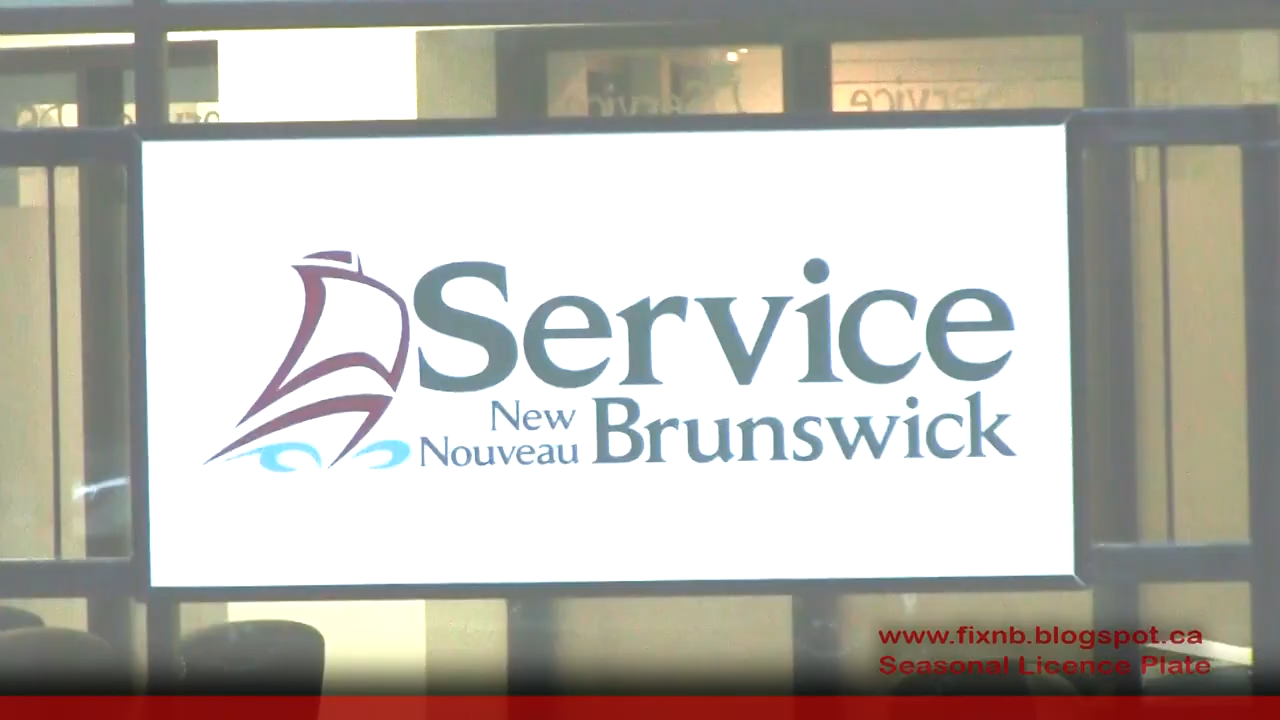 Service
New
Nouveau Brunswick
www.fixnb.blogspot.ca
Seasonal Licence Plate